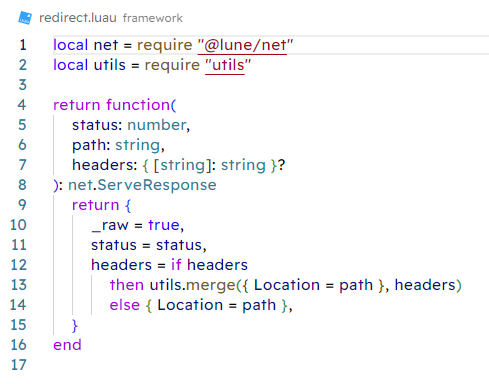 redirect.luau framework
1 local net = require "@lune/net"
2 local utils = require "utils"
3
4 return function(
5     status: number,
6     path: string,
7     headers: { [string]: string }?
8 ): net.ServeResponse
9     return {
10         _raw = true,
11         status = status,
12         headers = if headers
13             then utils.merge({ Location = path }, headers)
14             else { Location = path },
15     }
16 end
17